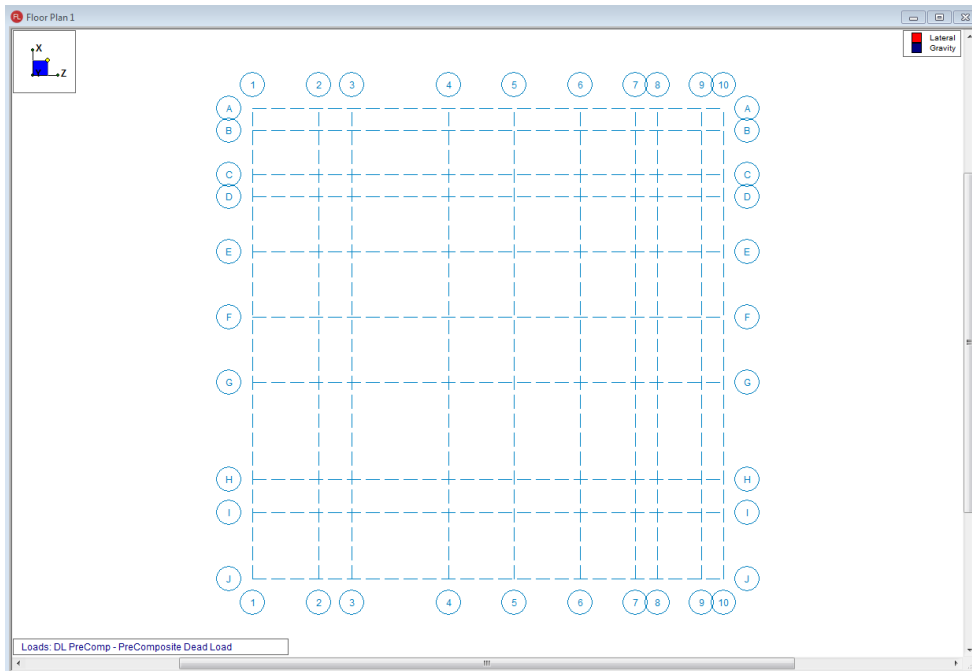 FL Floor Plan 1
X
Y Z
Lateral
Gravity
1 2 3 4 5 6 7 8 9 10
A A
B B
C C
D D
E E
F F
G G
H H
I I
J J
1 2 3 4 5 6 7 8 9 10
Loads: DL PreComp - PreComposite Dead Load